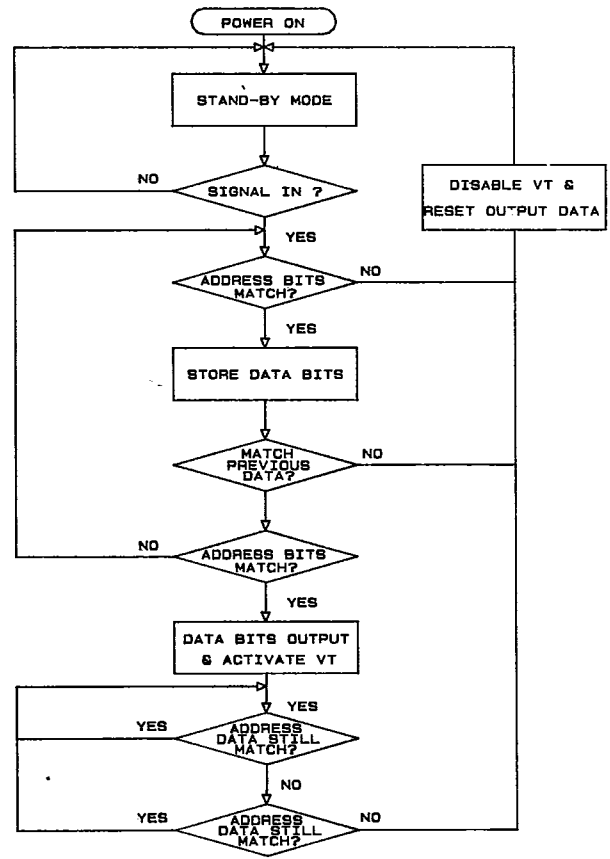 POWER ON
STAND-BY MODE
NO
SIGNAL IN ?
DISABLE VT &
RESET OUTPUT DATA
YES
ADDRESS BITS
MATCH?
NO
YES
STORE DATA BITS
MATCH
PREVIOUS
DATA?
NO
NO
ADDRESS BITS
MATCH?
YES
DATA BITS OUTPUT
& ACTIVATE VT
YES
YES
ADDRESS
DATA STILL
MATCH?
NO
YES
ADDRESS
DATA STILL
MATCH?
NO